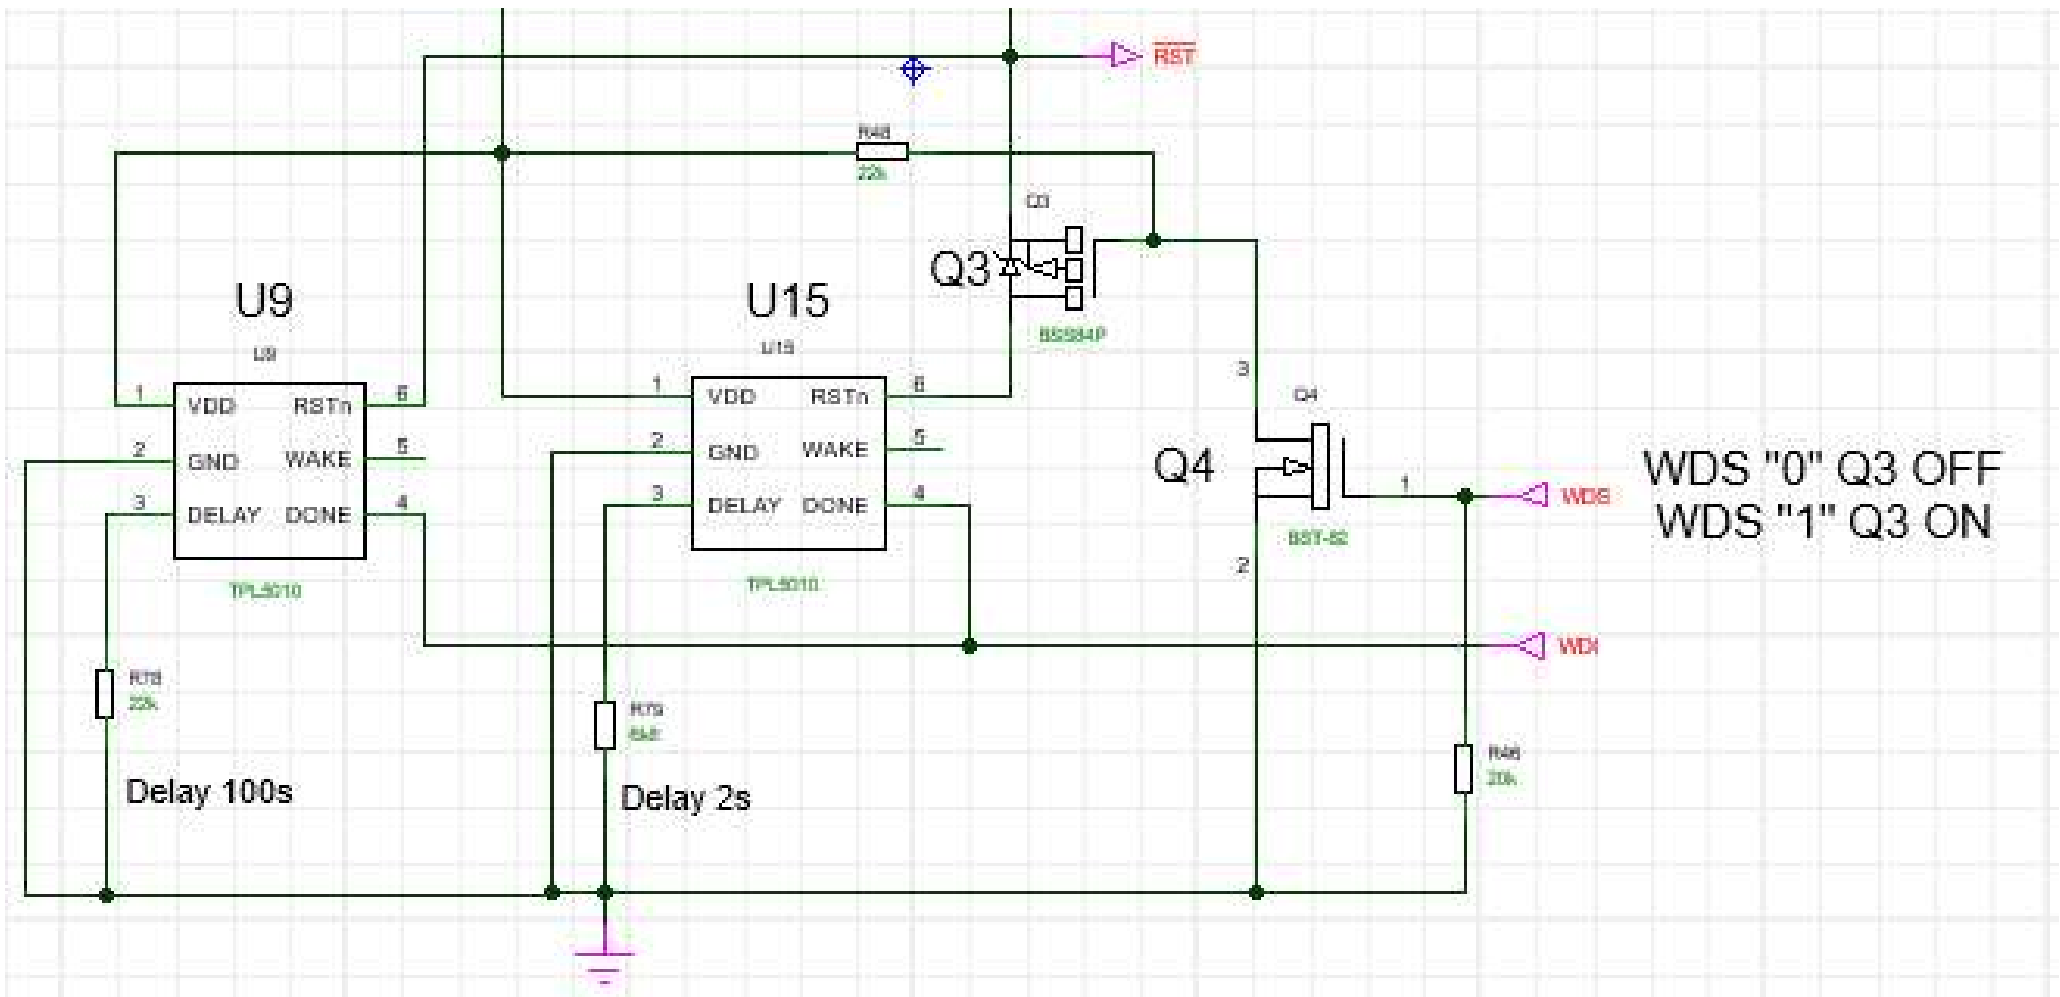 RST
R48
22k
Q3
Q3
BSS84P
U9
U9
1
VDD
RSTn
6
2
GND
WAKE
5
3
DELAY
DONE
4
TPL5010
R78
22k
Delay 100s
U15
U15
1
VDD
RSTn
6
2
GND
WAKE
5
3
DELAY
DONE
4
TPL5010
R79
Delay 2s
3
Q4
Q4
1
2
BST-82
WDS
WDI
WDS "0" Q3 OFF
WDS "1" Q3 ON
R46
20k